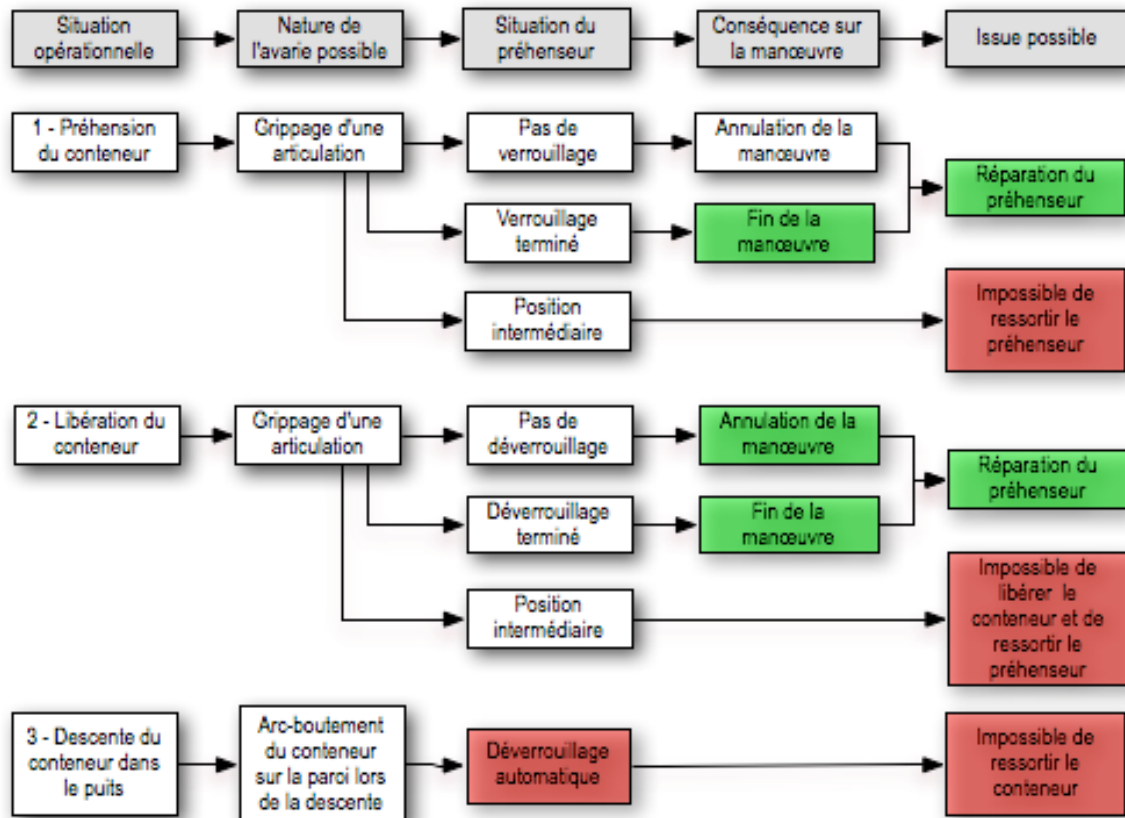 Situation
opérationnelle
Nature de
l'avarie possible
Situation du
préhenseur
Conséquence sur
la manœuvre
Issue possible
1 - Préhension
du conteneur
Grippage d'une
articulation
Pas de
verrouillage
Annulation de la
manœuvre
Réparation du
préhenseur
Verrouillage
terminé
Fin de la
manœuvre
Position
intermédiaire
Impossible de
ressortir le
préhenseur
2 - Libération du
conteneur
Grippage d'une
articulation
Pas de
déverrouillage
Annulation de la
manœuvre
Réparation du
préhenseur
Déverrouillage
terminé
Fin de la
manœuvre
Position
intermédiaire
Impossible de
libérer le
conteneur et de
ressortir le
préhenseur
3 - Descente du
conteneur dans
le puits
Arc-boutement
du conteneur
sur la paroi lors
de la descente
Déverrouillage
automatique
Impossible de
ressortir le
conteneur